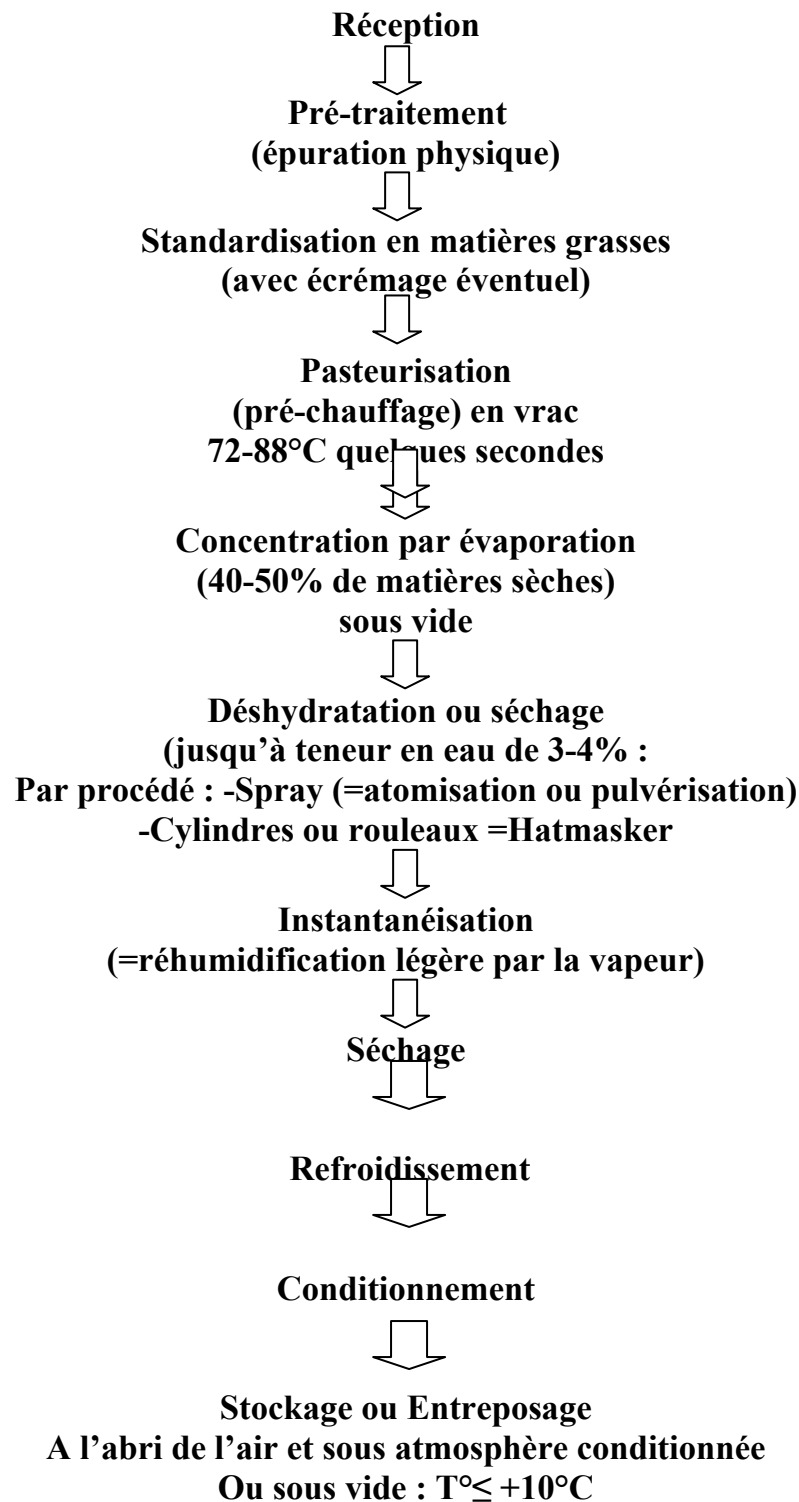 Réception
Pré-traitement
(épuration physique)
Standardisation en matières grasses
(avec écrémage éventuel)
Pasteurisation
(pré-chauffage) en vrac
72-88°C quelques secondes
Concentration par évaporation
(40-50% de matières sèches)
sous vide
Déshydratation ou séchage
(jusqu’à teneur en eau de 3-4% :
Par procédé : -Spray (=atomisation ou pulvérisation)
-Cylindres ou rouleaux =Hatmasker
Instantanéisation
(=réhumidification légère par la vapeur)
Séchage
Refroidissement
Conditionnement
Stockage ou Entreposage
A l’abri de l’air et sous atmosphère conditionnée
Ou sous vide : T°≤ +10°C